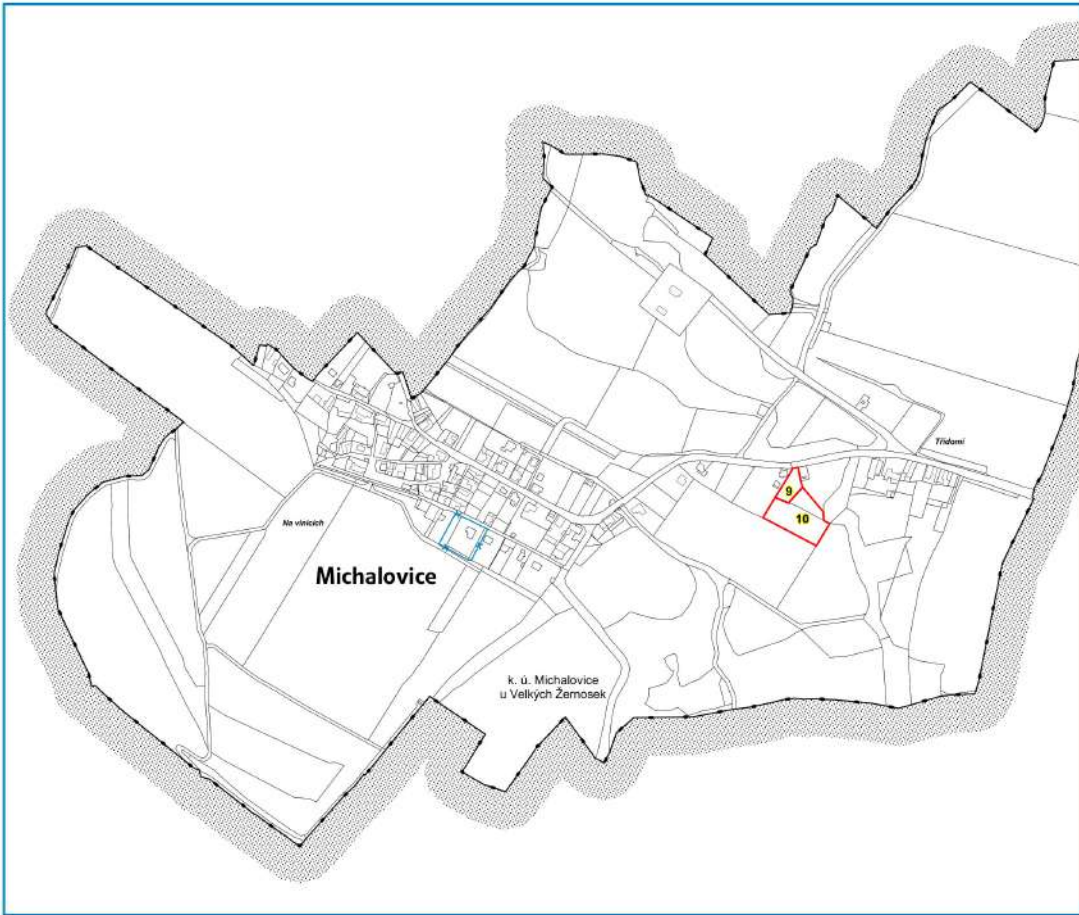 Třídomí
9
10
Na vinicích
Michalovice
k. ú. Michalovice
u Velkých Žernosek